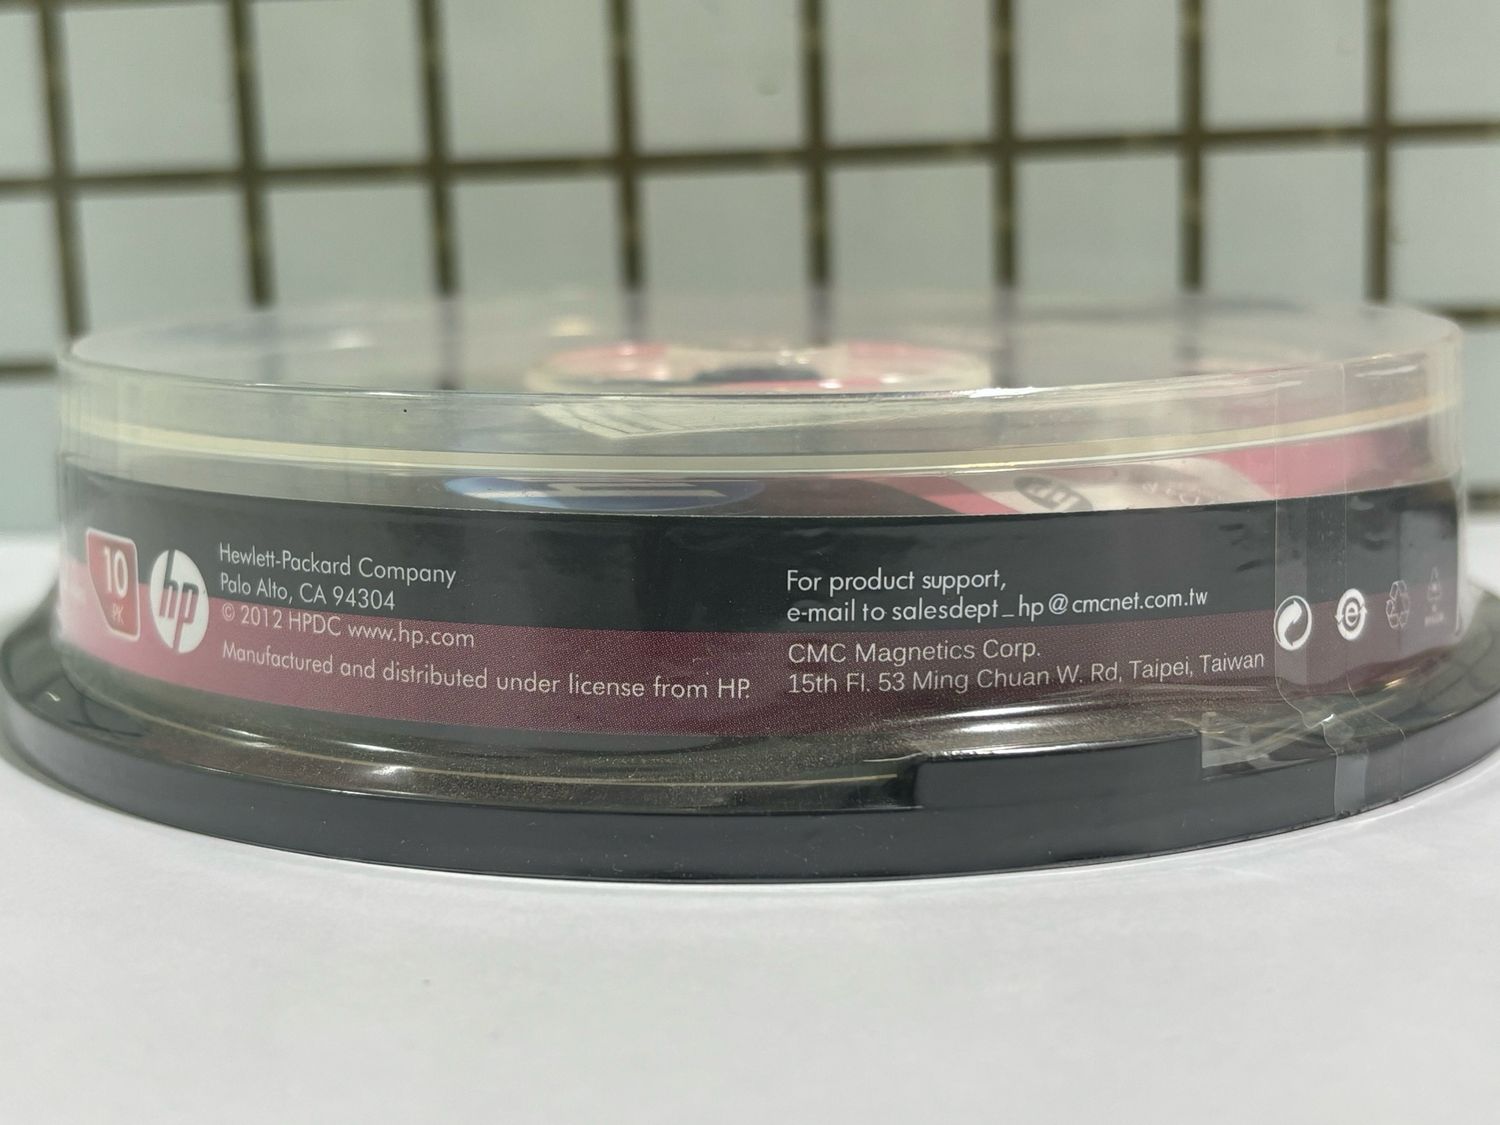 10
PK
hp
Hewlett-Packard Company
Palo Alto, CA 94304
© 2012 HPDC www.hp.com
Manufactured and distributed under license from HP.
For product support,
e-mail to salesdept_hp@cmcnet.com.tw
CMC Magnetics Corp.
15th Fl. 53 Ming Chuan W. Rd, Taipei, Taiwan
hp